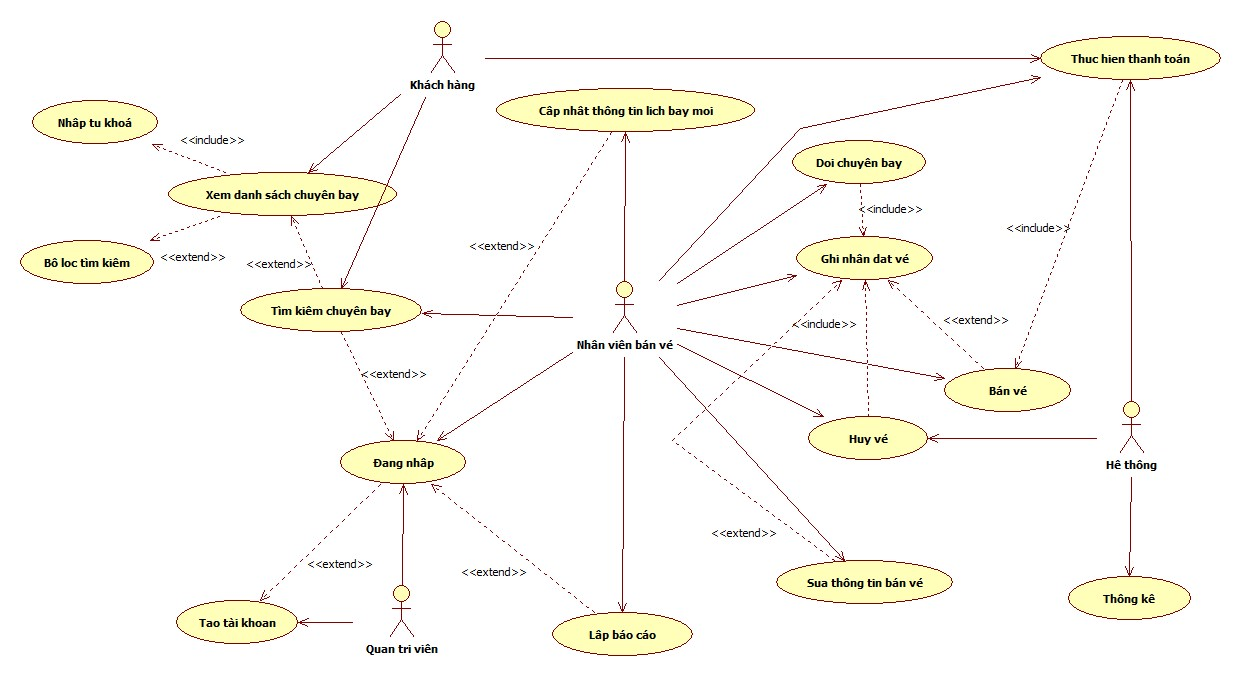 Thuc hien thanh toán
Khách hàng
Câp nhât thông tin lich bay moi
Nhâp tu khoá
<<include>>
Doi chuyên bay
Xem danh sách chuyên bay
<<include>>
<<include>>
<<extend>>
Bô loc tìm kiêm
<<extend>>
<<extend>>
Ghi nhân dat vé
Tìm kiêm chuyên bay
<<include>>
<<extend>>
Nhân viên bán vé
<<extend>>
Bán vé
Huy vé
Đang nhâp
Hê thông
<<extend>>
<<extend>>
<<extend>>
Sua thông tin bán vé
Thông kê
Tao tài khoan
Lâp báo cáo
Quan tri viên